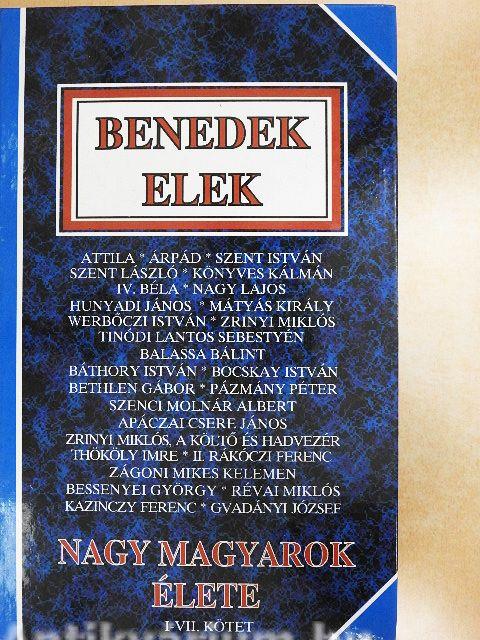 BENEDEK
ELEK
ATTILA * ÁRPÁD * SZENT ISTVÁN
SZENT LÁSZLÓ * KÖNYVES KÁLMÁN
IV. BÉLA * NAGY LAJOS
HUNYADI JÁNOS * MÁTYÁS KIRÁLY
WERBŐCZI ISTVÁN * ZRINYI MIKLÓS
TINÓDI LANTOS SEBESTYÉN
BALASSA BÁLINT
BÁTHORY ISTVÁN * BOCSKAY ISTVÁN
BETHLEN GÁBOR * PÁZMÁNY PÉTER
SZENCI MOLNÁR ALBERT
APÁCZAI CSERE JÁNOS
ZRINYI MIKLÓS, A KÖLTŐ ÉS HADVEZÉR
THÖKÖLY IMRE * II. RÁKÓCZI FERENC
ZÁGONI MIKES KELEMEN
BESSENYEI GYÖRGY * RÉVAI MIKLÓS
KAZINCZY FERENC * GVADÁNYI JÓZSEF
NAGY MAGYAROK
ÉLETE
I-VII. KÖTET